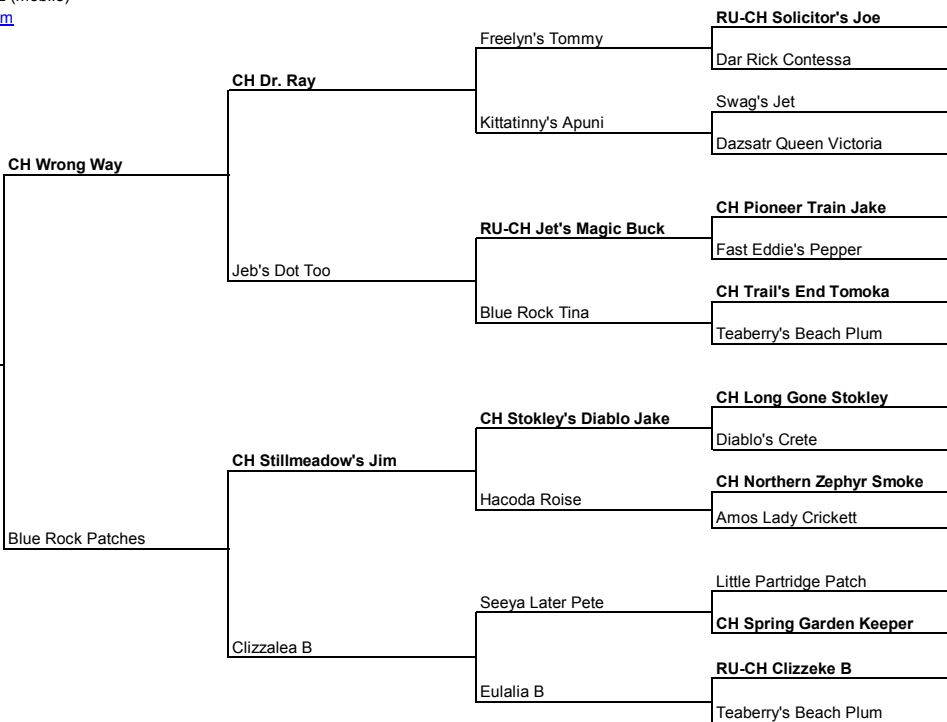 (mobile)
m
RU-CH Solicitor's Joe
Freelyn's Tommy
Dar Rick Contessa
CH Dr. Ray
Swag's Jet
Kittatinny's Apuni
Dazsatr Queen Victoria
CH Wrong Way
CH Pioneer Train Jake
RU-CH Jet's Magic Buck
Fast Eddie's Pepper
Jeb's Dot Too
CH Trail's End Tomoka
Blue Rock Tina
Teaberry's Beach Plum
CH Long Gone Stokley
CH Stokley's Diablo Jake
Diablo's Crete
CH Stillmeadow's Jim
CH Northern Zephyr Smoke
Hacoda Roise
Amos Lady Crickett
Blue Rock Patches
Little Partridge Patch
Seeya Later Pete
CH Spring Garden Keeper
Clizzalea B
RU-CH Clizzeke B
Eulalia B
Teaberry's Beach Plum